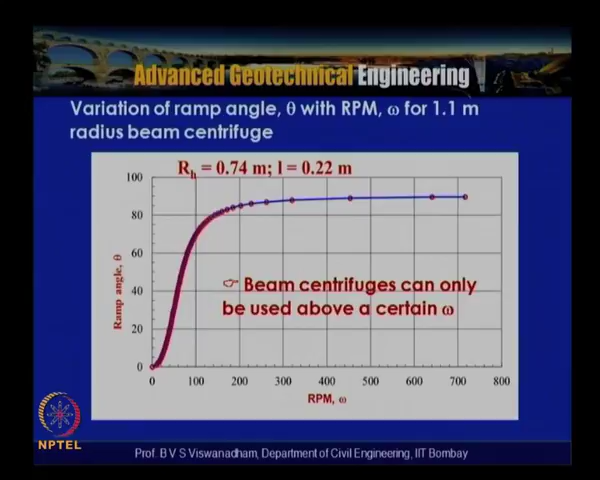 Advanced Geotechnical Engineering
Variation of ramp angle, θ with RPM, ω for 1.1 m
radius beam centrifuge
Rh = 0.74 m; l = 0.22 m
100
80
60
40
20
0
Ramp angle, θ
☞ Beam centrifuges can only
be used above a certain ω
0 100 200 300 400 500 600 700 800
RPM, ω
NPTEL
Prof. B V S Viswanadham, Department of Civil Engineering, IIT Bombay